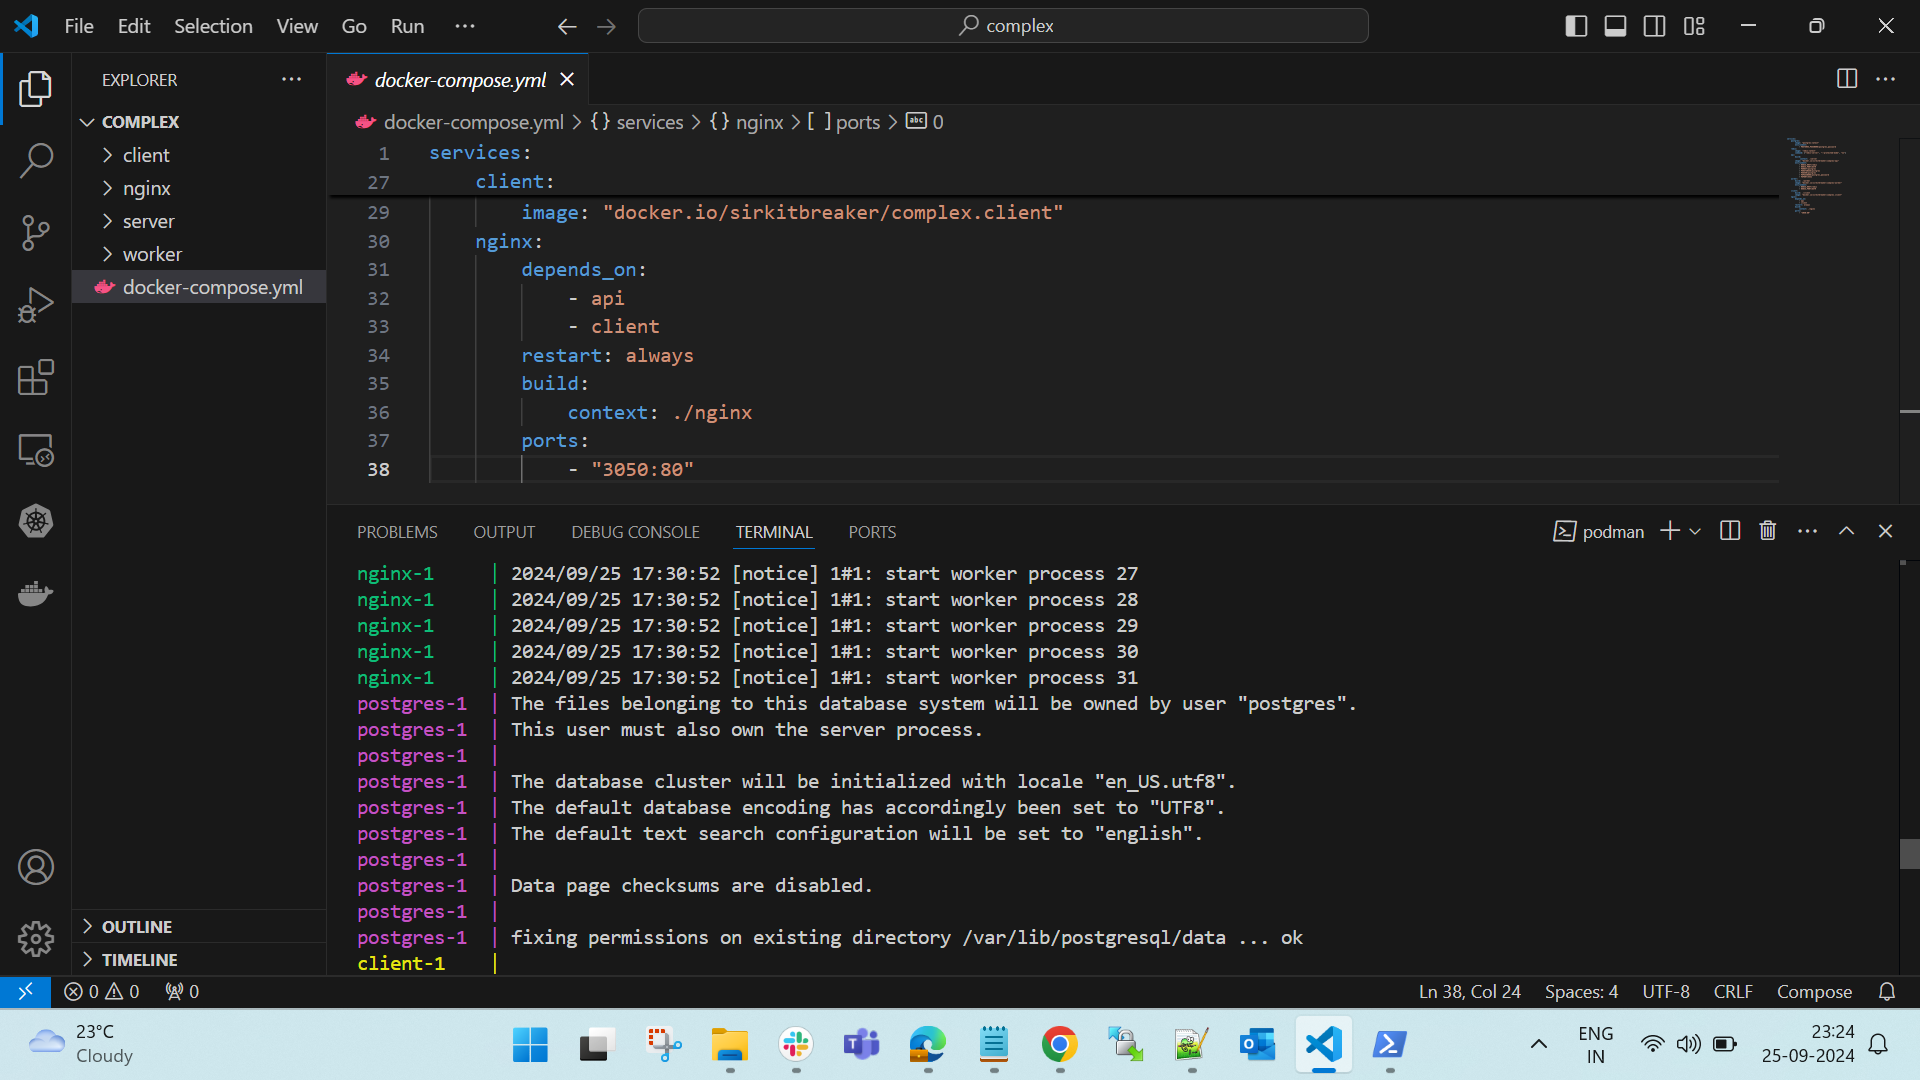 File Edit Selection View Go Run ···
complex
EXPLORER
COMPLEX
client
nginx
server
worker
docker-compose.yml
OUTLINE
TIMELINE
docker-compose.yml
docker-compose.yml > {} services > {} nginx > [ ] ports > abc 0
1 services:
27 client:
29 image: "docker.io/sirkitbreaker/complex.client"
30 nginx:
31 depends_on:
32 - api
33 - client
34 restart: always
35 build:
36 context: ./nginx
37 ports:
38 - "3050:80"
PROBLEMS OUTPUT DEBUG CONSOLE TERMINAL PORTS
podman
nginx-1 | 2024/09/25 17:30:52 [notice] 1#1: start worker process 27
nginx-1 | 2024/09/25 17:30:52 [notice] 1#1: start worker process 28
nginx-1 | 2024/09/25 17:30:52 [notice] 1#1: start worker process 29
nginx-1 | 2024/09/25 17:30:52 [notice] 1#1: start worker process 30
nginx-1 | 2024/09/25 17:30:52 [notice] 1#1: start worker process 31
postgres-1 | The files belonging to this database system will be owned by user "postgres".
postgres-1 | This user must also own the server process.
postgres-1 |
postgres-1 | The database cluster will be initialized with locale "en_US.utf8".
postgres-1 | The default database encoding has accordingly been set to "UTF8".
postgres-1 | The default text search configuration will be set to "english".
postgres-1 |
postgres-1 | Data page checksums are disabled.
postgres-1 |
postgres-1 | fixing permissions on existing directory /var/lib/postgresql/data ... ok
client-1 |
0 0 0
Ln 38, Col 24 Spaces: 4 UTF-8 CRLF Compose
23°C
Cloudy
ENG
IN
23:24
25-09-2024